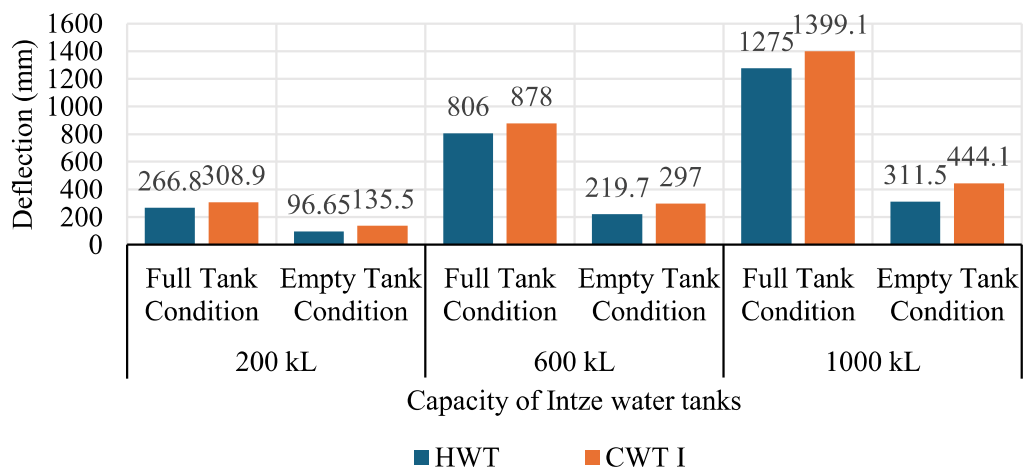 Deflection (mm)
1600
1400
1200
1000
800
600
400
200
0
266.8 308.9
96.65 135.5
806 878
219.7 297
1275 1399.1
311.5 444.1
Full Tank Condition
Empty Tank Condition
Full Tank Condition
Empty Tank Condition
Full Tank Condition
Empty Tank Condition
200 kL 600 kL 1000 kL
Capacity of Intze water tanks
HWT CWT I